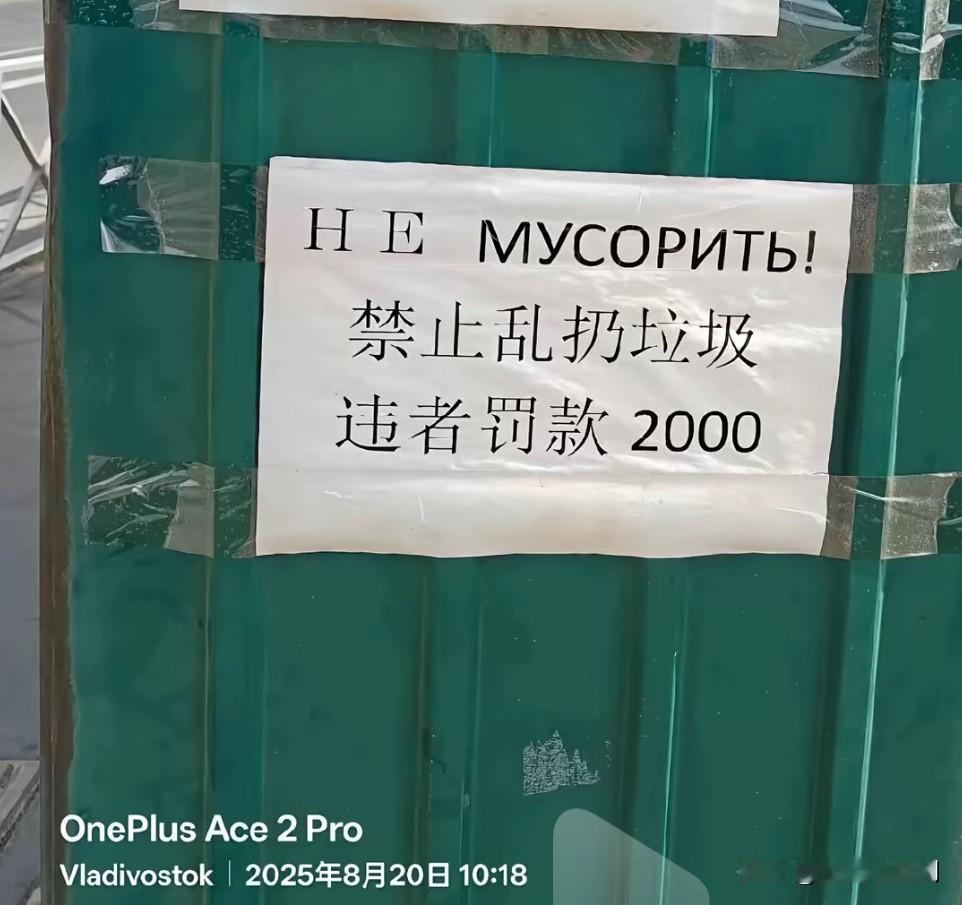 Н Е МУСОРИТЬ!
禁止乱扔垃圾
违者罚款 2000
OnePlus Ace 2 Pro
Vladivostok | 2025年8月20日 10:18